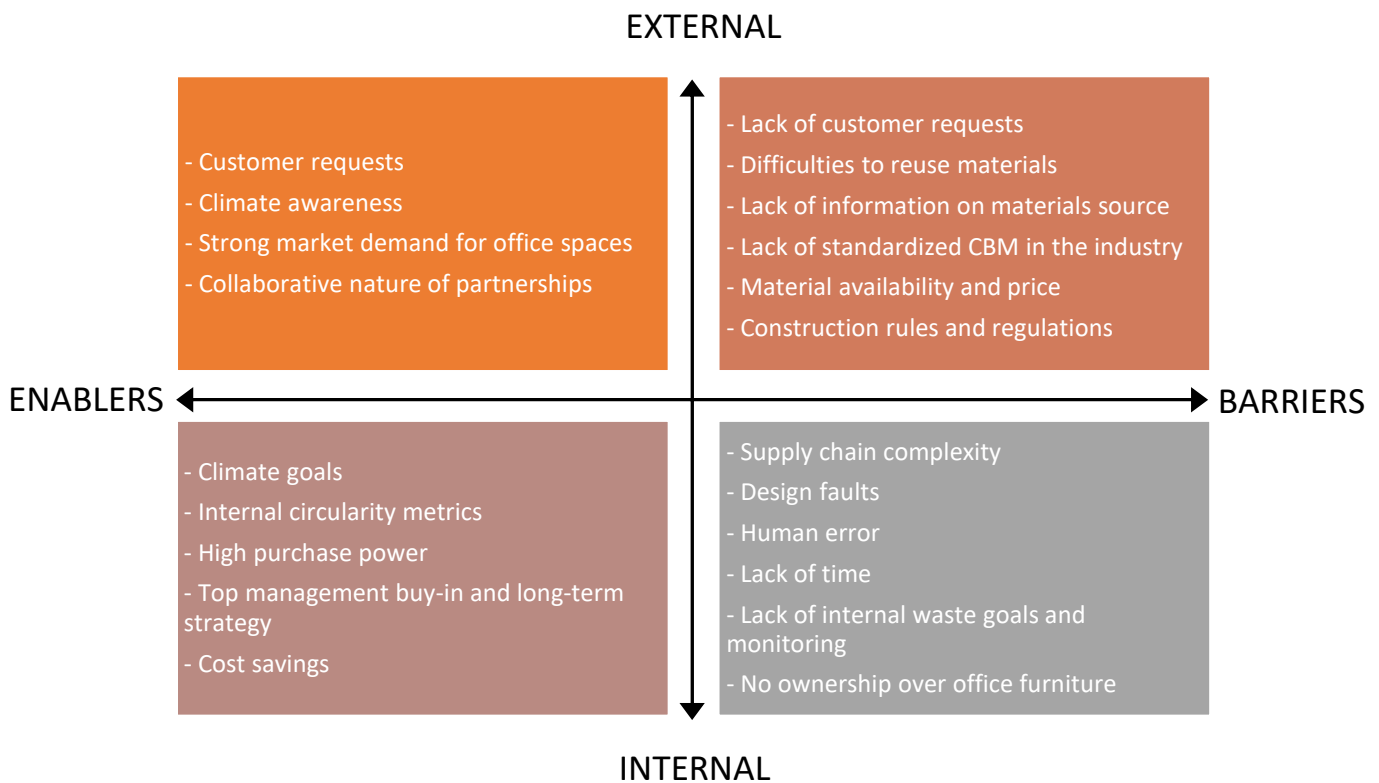 EXTERNAL
- Customer requests
- Climate awareness
- Strong market demand for office spaces
- Collaborative nature of partnerships
- Lack of customer requests
- Difficulties to reuse materials
- Lack of information on materials source
- Lack of standardized CBM in the industry
- Material availability and price
- Construction rules and regulations
ENABLERS
BARRIERS
- Climate goals
- Internal circularity metrics
- High purchase power
- Top management buy-in and long-term
strategy
- Cost savings
- Supply chain complexity
- Design faults
- Human error
- Lack of time
- Lack of internal waste goals and
monitoring
- No ownership over office furniture
INTERNAL